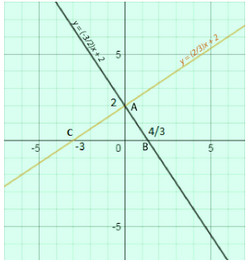 y = (-3/2)x + 2
y = (2/3)x + 2
5
2
A
C
4/3
-5
-3
0
B
5
-5